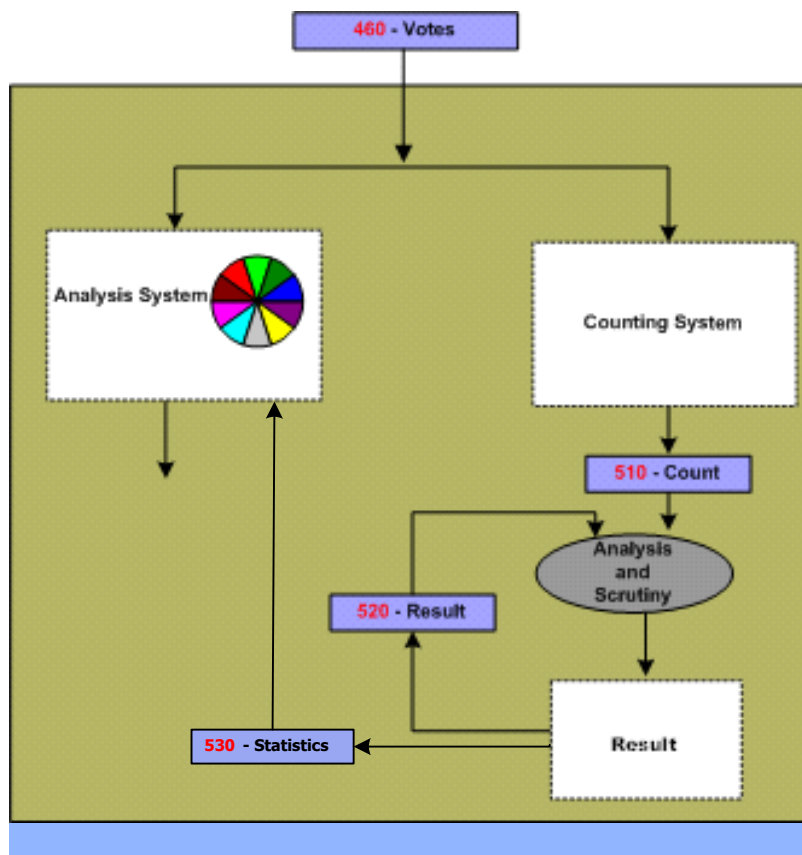 460 - Votes
Analysis System
Counting System
510 - Count
Analysis
and
Scrutiny
520 - Result
530 - Statistics
Result